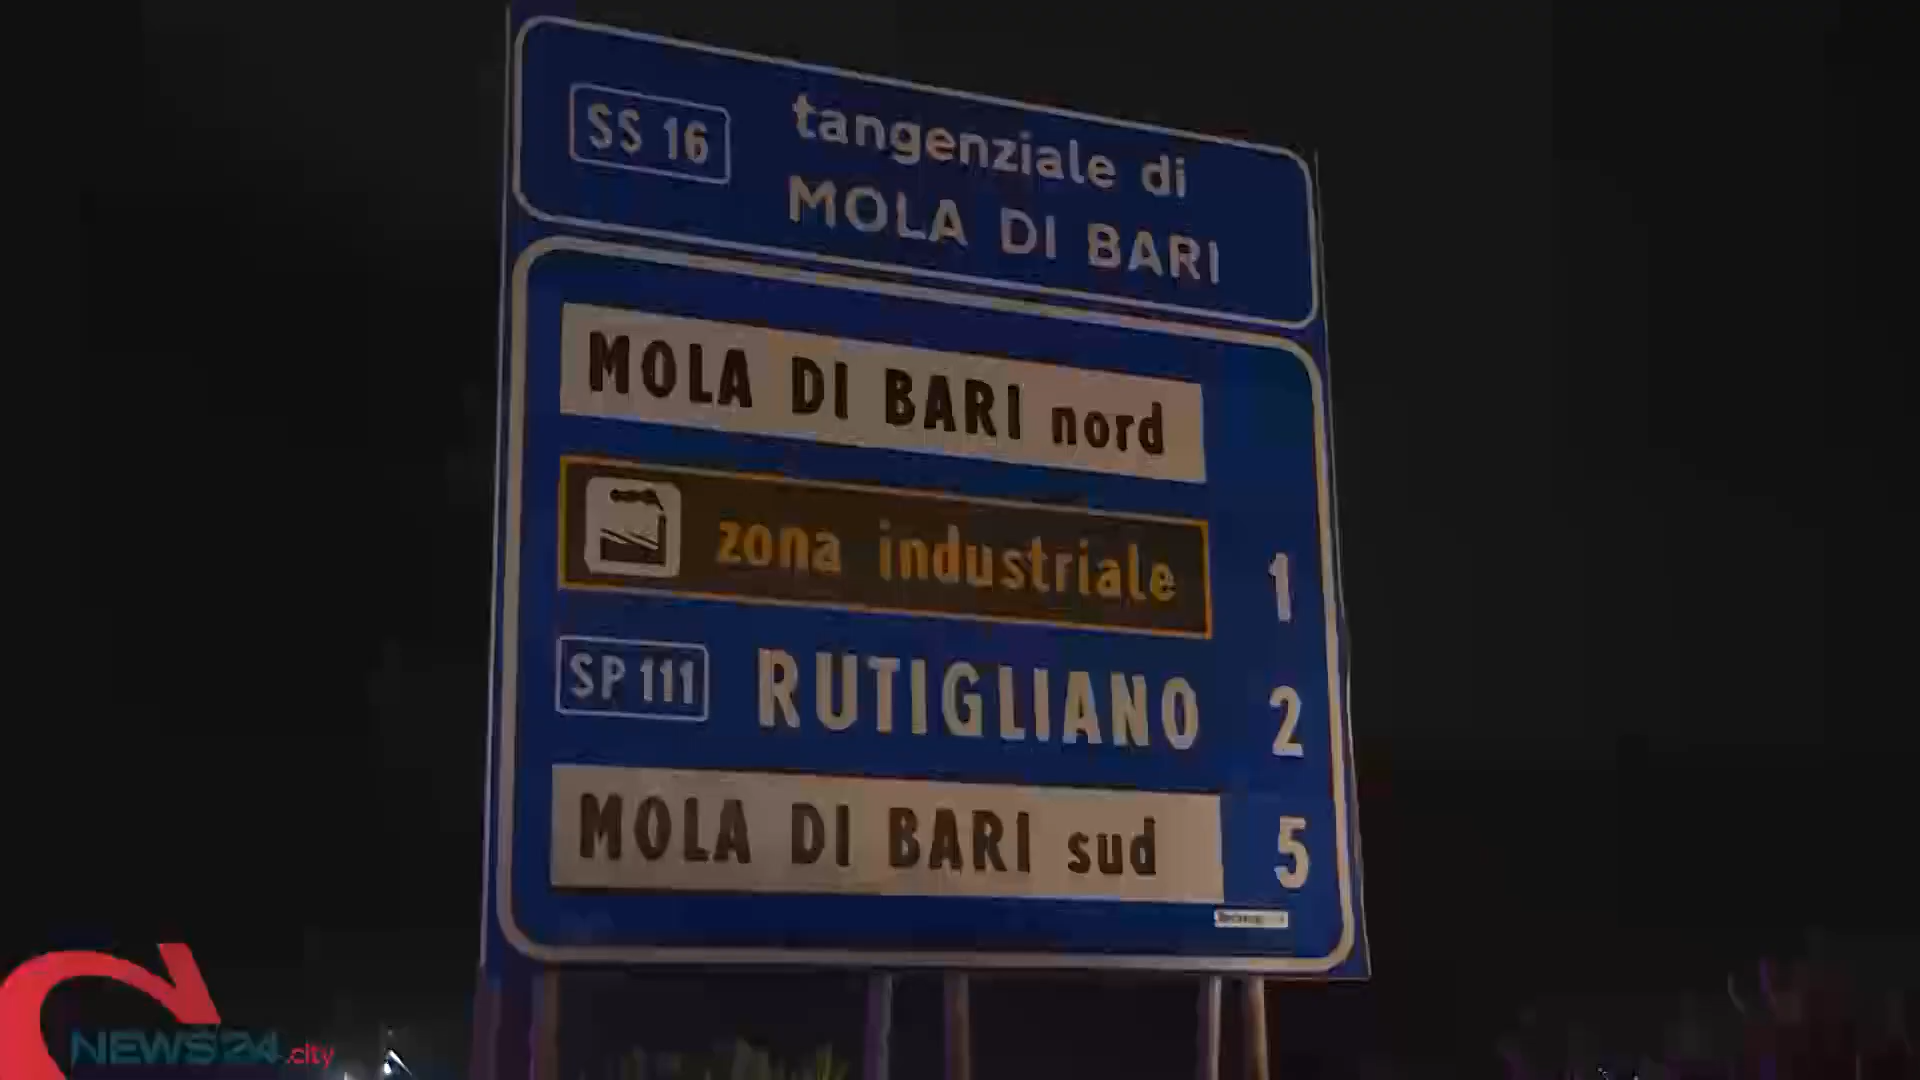 SS 16
tangenziale di
MOLA DI BARI
MOLA DI BARI nord
zona industriale 1
SP 111 RUTIGLIANO 2
MOLA DI BARI sud 5
NEWS24.city